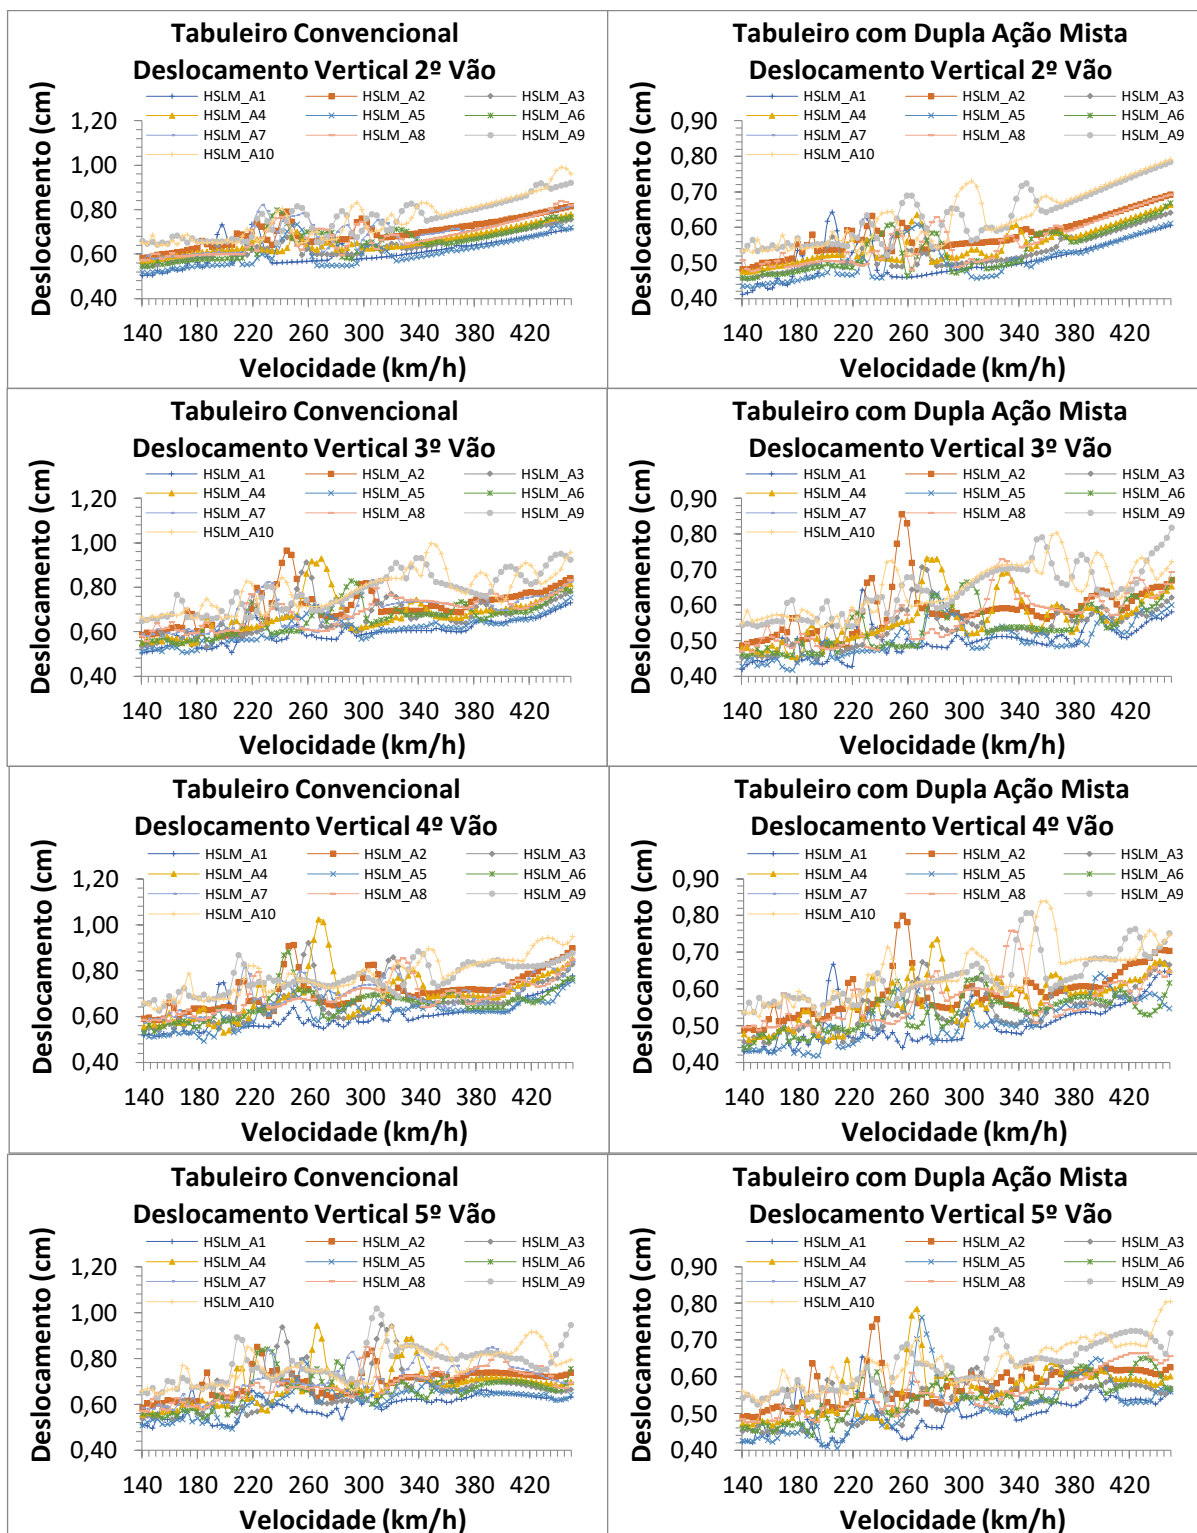 Tabuleiro Convencional
Deslocamento Vertical 2º Vão
HSLM_A1 HSLM_A2 HSLM_A3
HSLM_A4 HSLM_A5 HSLM_A6
HSLM_A7 HSLM_A8 HSLM_A9
HSLM_A10
Deslocamento (cm)
1,20
1,00
0,80
0,60
0,40
140 180 220 260 300 340 380 420
Velocidade (km/h)
Tabuleiro com Dupla Ação Mista
Deslocamento Vertical 2º Vão
HSLM_A1 HSLM_A2 HSLM_A3
HSLM_A4 HSLM_A5 HSLM_A6
HSLM_A7 HSLM_A8 HSLM_A9
HSLM_A10
Deslocamento (cm)
0,90
0,80
0,70
0,60
0,50
0,40
140 180 220 260 300 340 380 420
Velocidade (km/h)
Tabuleiro Convencional
Deslocamento Vertical 3º Vão
HSLM_A1 HSLM_A2 HSLM_A3
HSLM_A4 HSLM_A5 HSLM_A6
HSLM_A7 HSLM_A8 HSLM_A9
HSLM_A10
Deslocamento (cm)
1,20
1,00
0,80
0,60
0,40
140 180 220 260 300 340 380 420
Velocidade (km/h)
Tabuleiro com Dupla Ação Mista
Deslocamento Vertical 3º Vão
HSLM_A1 HSLM_A2 HSLM_A3
HSLM_A4 HSLM_A5 HSLM_A6
HSLM_A7 HSLM_A8 HSLM_A9
HSLM_A10
Deslocamento (cm)
0,90
0,80
0,70
0,60
0,50
0,40
140 180 220 260 300 340 380 420
Velocidade (km/h)
Tabuleiro Convencional
Deslocamento Vertical 4º Vão
HSLM_A1 HSLM_A2 HSLM_A3
HSLM_A4 HSLM_A5 HSLM_A6
HSLM_A7 HSLM_A8 HSLM_A9
HSLM_A10
Deslocamento (cm)
1,20
1,00
0,80
0,60
0,40
140 180 220 260 300 340 380 420
Velocidade (km/h)
Tabuleiro com Dupla Ação Mista
Deslocamento Vertical 4º Vão
HSLM_A1 HSLM_A2 HSLM_A3
HSLM_A4 HSLM_A5 HSLM_A6
HSLM_A7 HSLM_A8 HSLM_A9
HSLM_A10
Deslocamento (cm)
0,90
0,80
0,70
0,60
0,50
0,40
140 180 220 260 300 340 380 420
Velocidade (km/h)
Tabuleiro Convencional
Deslocamento Vertical 5º Vão
HSLM_A1 HSLM_A2 HSLM_A3
HSLM_A4 HSLM_A5 HSLM_A6
HSLM_A7 HSLM_A8 HSLM_A9
HSLM_A10
Deslocamento (cm)
1,20
1,00
0,80
0,60
0,40
140 180 220 260 300 340 380 420
Velocidade (km/h)
Tabuleiro com Dupla Ação Mista
Deslocamento Vertical 5º Vão
HSLM_A1 HSLM_A2 HSLM_A3
HSLM_A4 HSLM_A5 HSLM_A6
HSLM_A7 HSLM_A8 HSLM_A9
HSLM_A10
Deslocamento (cm)
0,90
0,80
0,70
0,60
0,50
0,40
140 180 220 260 300 340 380 420
Velocidade (km/h)